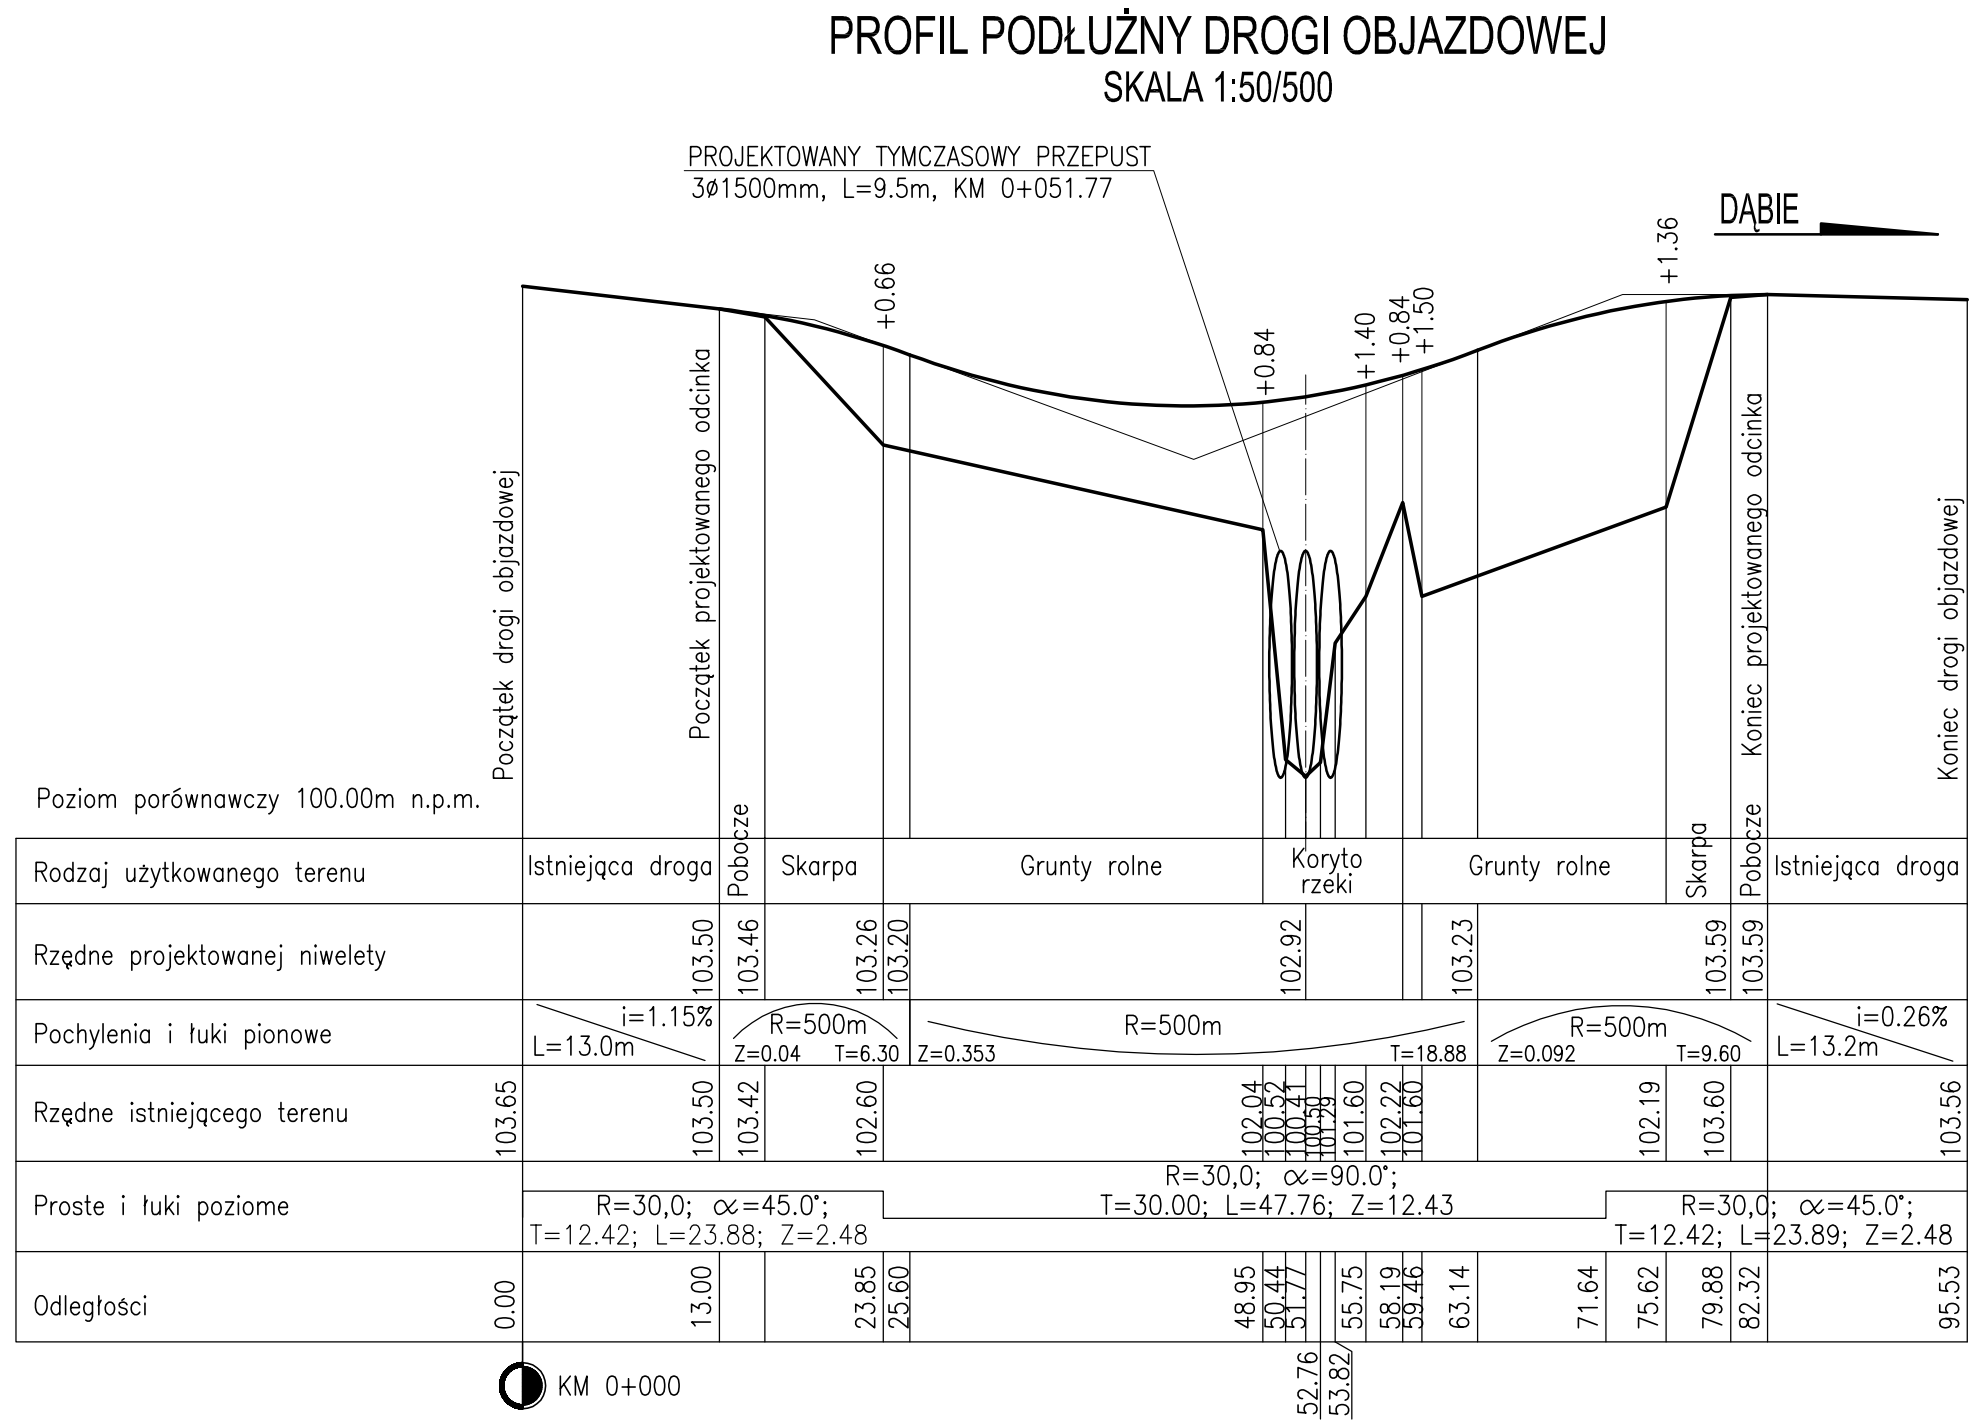 PROFIL PODŁUŻNY DROGI OBJAZDOWEJ
SKALA 1:50/500
PROJEKTOWANY TYMCZASOWY PRZEPUST
3ø1500mm, L=9.5m, KM 0+051.77
DĄBIE
+0.66
+0.84
+1.40
+0.84
+1.50
+1.36
Początek drogi objazdowej
Początek projektowanego odcinka
Koniec projektowanego odcinka
Koniec drogi objazdowej
Poziom porównawczy 100.00m n.p.m.
Rodzaj użytkowanego terenu
Istniejąca droga
Pobocze
Skarpa
Grunty rolne
Koryto
rzeki
Grunty rolne
Skarpa
Pobocze
Istniejąca droga
Rzędne projektowanej niwelety
103.50
103.46
103.26
103.20
102.92
103.23
103.59
103.59
Pochylenia i łuki pionowe
i=1.15%
L=13.0m
R=500m
Z=0.04 T=6.30
R=500m
Z=0.353 T=18.88
R=500m
Z=0.092 T=9.60
i=0.26%
L=13.2m
Rzędne istniejącego terenu
103.65
103.50
103.42
102.60
102.04
100.52
100.41
100.50
101.29
101.60
102.22
101.60
102.19
103.60
103.56
Proste i łuki poziome
R=30,0; α=45.0°;
T=12.42; L=23.88; Z=2.48
R=30,0; α=90.0°;
T=30.00; L=47.76; Z=12.43
R=30,0; α=45.0°;
T=12.42; L=23.89; Z=2.48
Odległości
0.00
13.00
23.85
25.60
48.95
50.44
51.77
52.76
53.82
55.75
58.19
59.46
63.14
71.64
75.62
79.88
82.32
95.53
KM 0+000